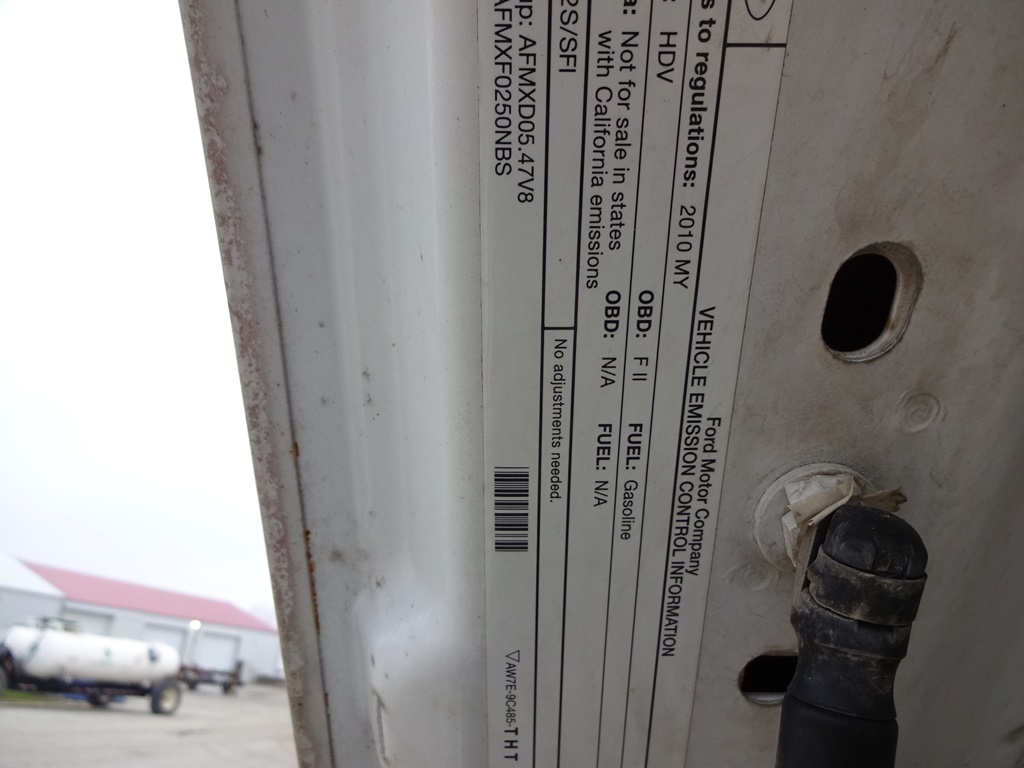 Ford Motor Company
VEHICLE EMISSION CONTROL INFORMATION
s to regulations: 2010 MY
: HDV OBD: F II FUEL: Gasoline
a: Not for sale in states
with California emissions OBD: N/A FUEL: N/A
2S/SFI No adjustments needed.
up: AFMXD05.47V8
AFMXF0250NBS
AW7E-9C485-THT